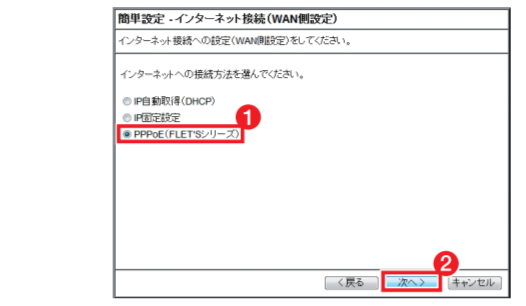 簡単設定 - インターネット接続(WAN側設定)
インターネット接続への設定(WAN側設定)をしてください。
インターネットへの接続方法を選んでください。
IP自動取得(DHCP)
IP固定設定
1
PPPoE(FLET'Sシリーズ)
2
<戻る 次へ> キャンセル